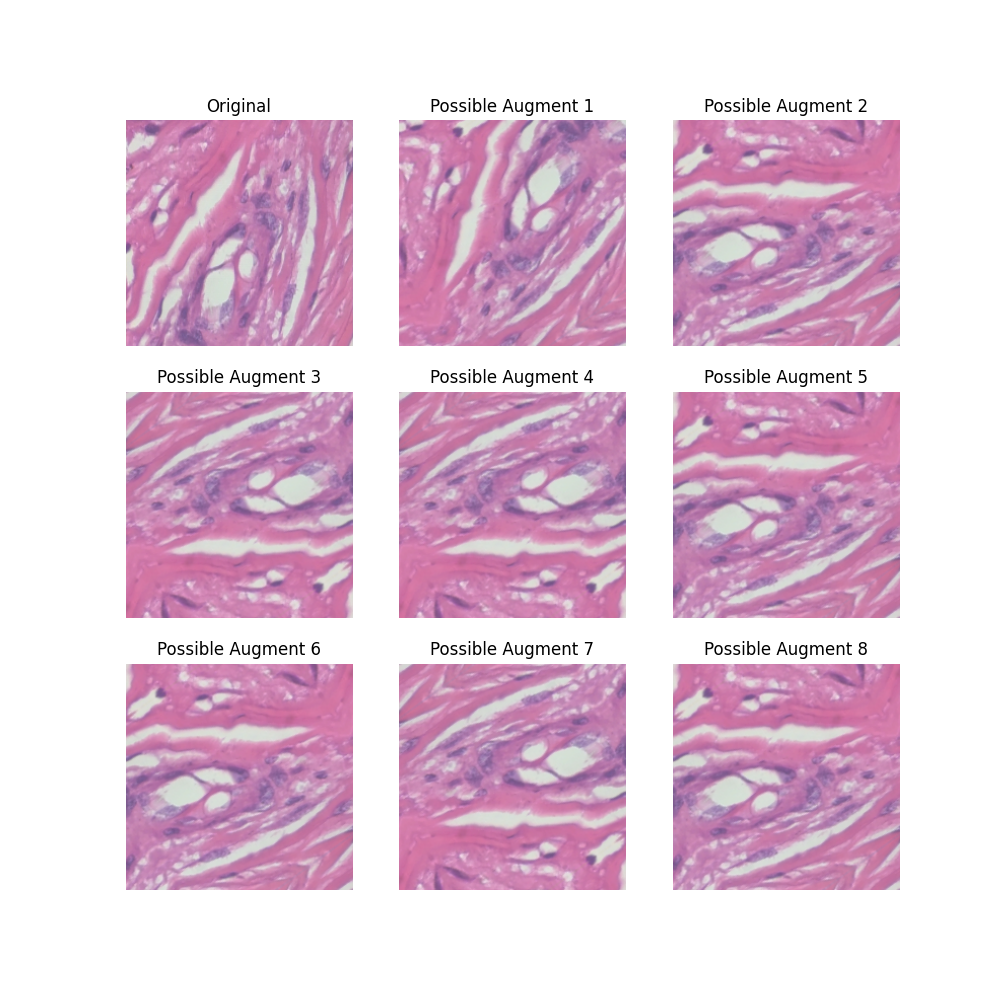 Original
Possible Augment 1
Possible Augment 2
Possible Augment 3
Possible Augment 4
Possible Augment 5
Possible Augment 6
Possible Augment 7
Possible Augment 8